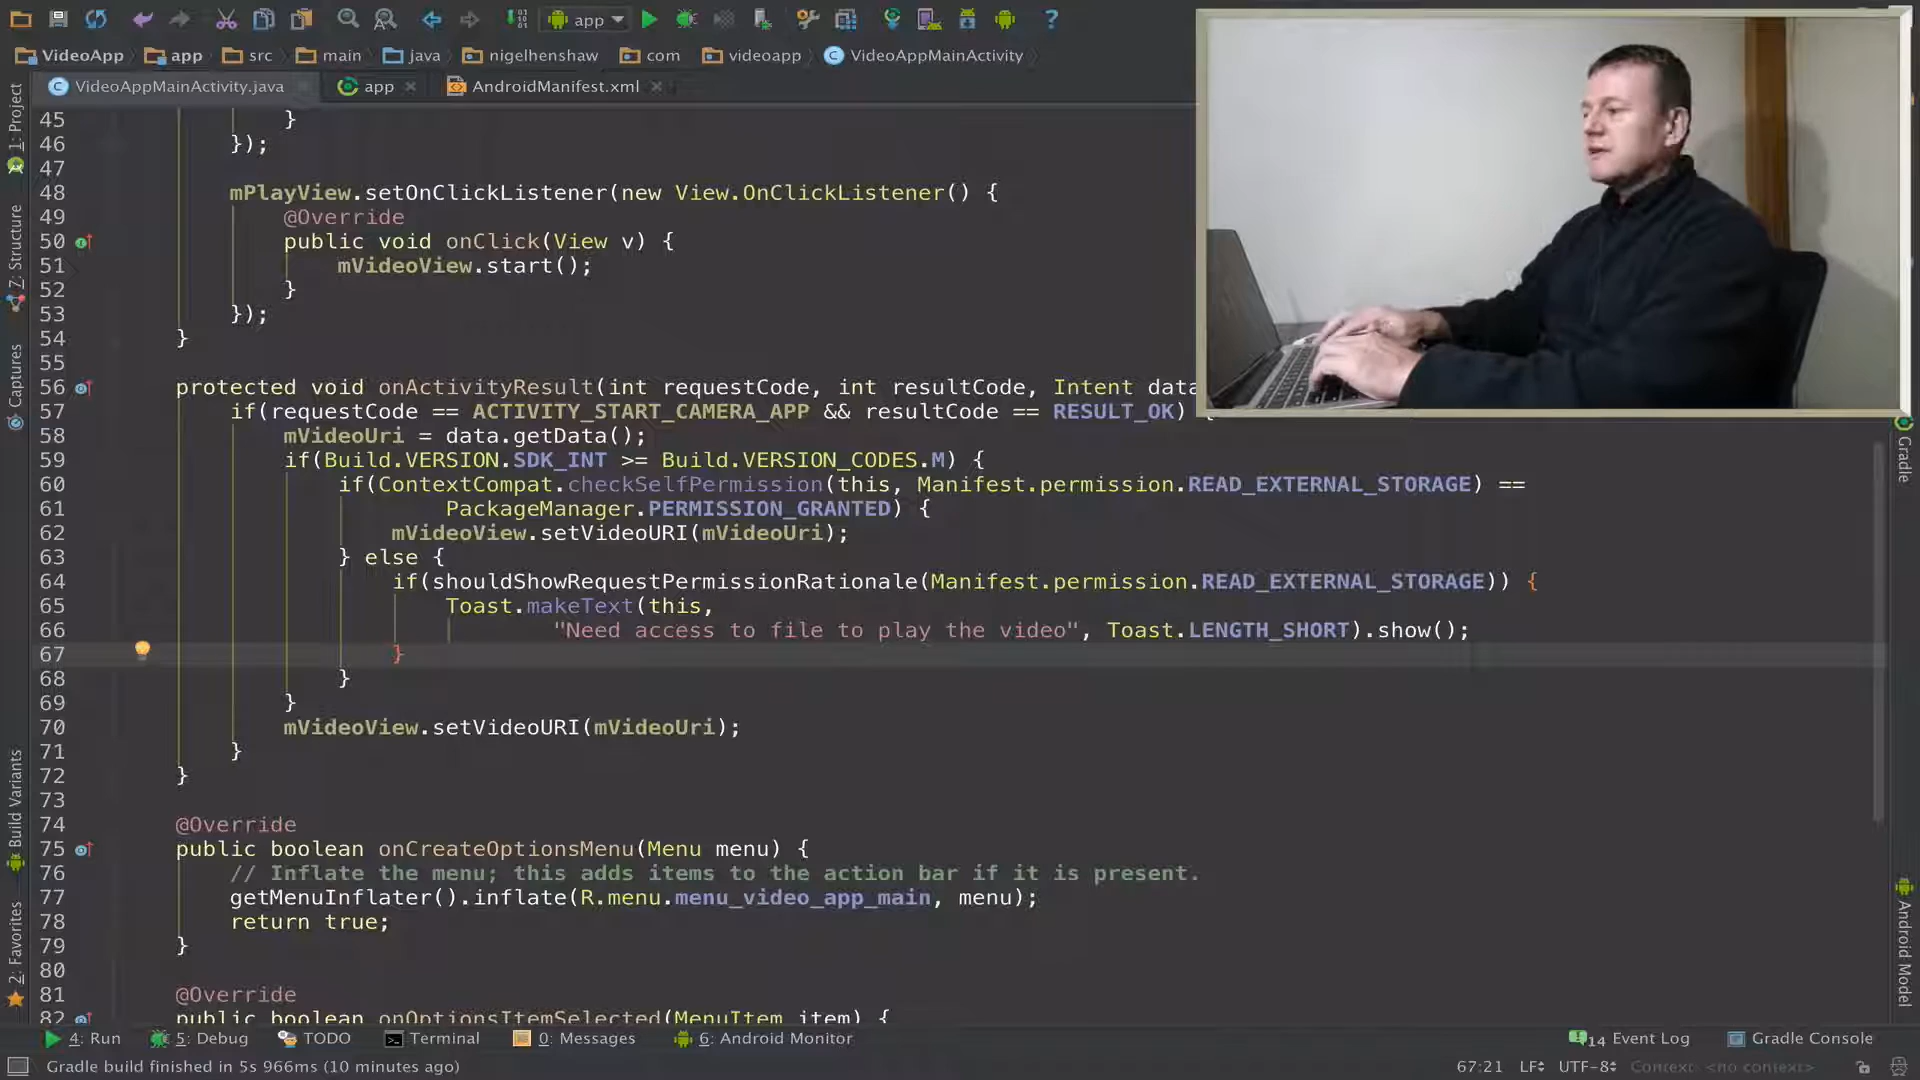 app
VideoApp app src main java nigelhenshaw com videoapp VideoAppMainActivity
VideoAppMainActivity.java app AndroidManifest.xml
1: Project
7: Structure
Captures
Build Variants
2: Favorites
Gradle
Android Model
45 }
46 });
47
48 mPlayView.setOnClickListener(new View.OnClickListener() {
49 @Override
50 public void onClick(View v) {
51 mVideoView.start();
52 }
53 });
54 }
55
56 protected void onActivityResult(int requestCode, int resultCode, Intent data
57 if(requestCode == ACTIVITY_START_CAMERA_APP && resultCode == RESULT_OK) {
58 mVideoUri = data.getData();
59 if(Build.VERSION.SDK_INT >= Build.VERSION_CODES.M) {
60 if(ContextCompat.checkSelfPermission(this, Manifest.permission.READ_EXTERNAL_STORAGE) ==
61 PackageManager.PERMISSION_GRANTED) {
62 mVideoView.setVideoURI(mVideoUri);
63 } else {
64 if(shouldShowRequestPermissionRationale(Manifest.permission.READ_EXTERNAL_STORAGE)) {
65 Toast.makeText(this,
66 "Need access to file to play the video", Toast.LENGTH_SHORT).show();
67 }
68 }
69 }
70 mVideoView.setVideoURI(mVideoUri);
71 }
72 }
73
74 @Override
75 public boolean onCreateOptionsMenu(Menu menu) {
76 // Inflate the menu; this adds items to the action bar if it is present.
77 getMenuInflater().inflate(R.menu.menu_video_app_main, menu);
78 return true;
79 }
80
81 @Override
82 public boolean onOptionsItemSelected(MenuItem item) {
4: Run 5: Debug TODO Terminal 0: Messages 6: Android Monitor 14 Event Log Gradle Console
Gradle build finished in 5s 966ms (10 minutes ago) 67:21 LF UTF-8 Context: <no context>